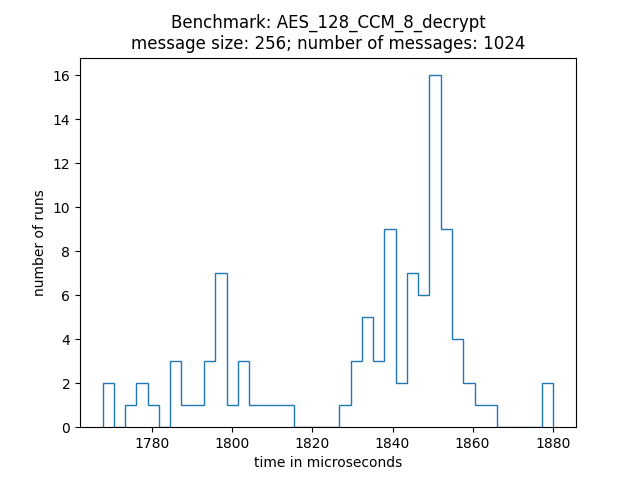 Benchmark: AES_128_CCM_8_decrypt
message size: 256; number of messages: 1024
16
14
12
10
8
6
4
2
0
number of runs
1780 1800 1820 1840 1860 1880
time in microseconds